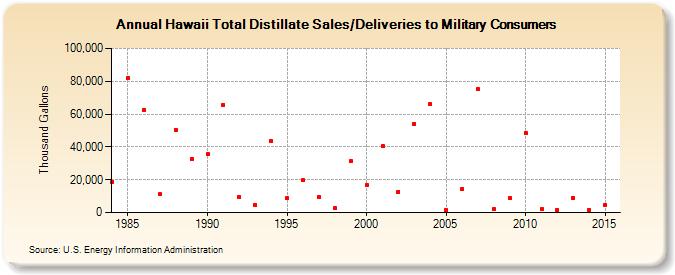 Annual Hawaii Total Distillate Sales/Deliveries to Military Consumers
Thousand Gallons
100,000
80,000
60,000
40,000
20,000
0
1985 1990 1995 2000 2005 2010 2015
Source: U.S. Energy Information Administration